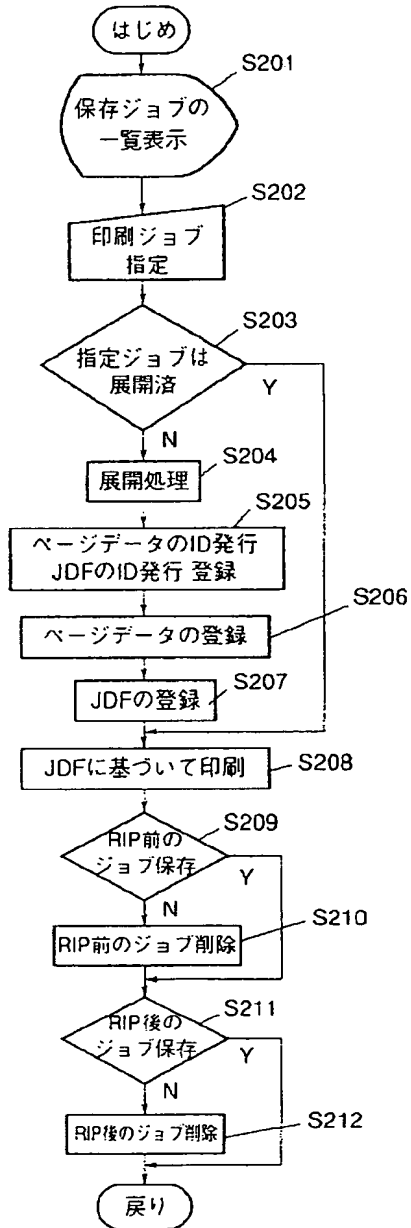 はじめ
S201
保存ジョブの
一覧表示
S202
印刷ジョブ
指定
S203
指定ジョブは
展開済
Y
N
S204
展開処理
S205
ページデータのID発行
JDFのID発行 登録
S206
ページデータの登録
S207
JDFの登録
JDFに基づいて印刷
S208
S209
RIP前の
ジョブ保存
Y
N
S210
RIP前のジョブ削除
S211
RIP後の
ジョブ保存
Y
N
S212
RIP後のジョブ削除
戻り